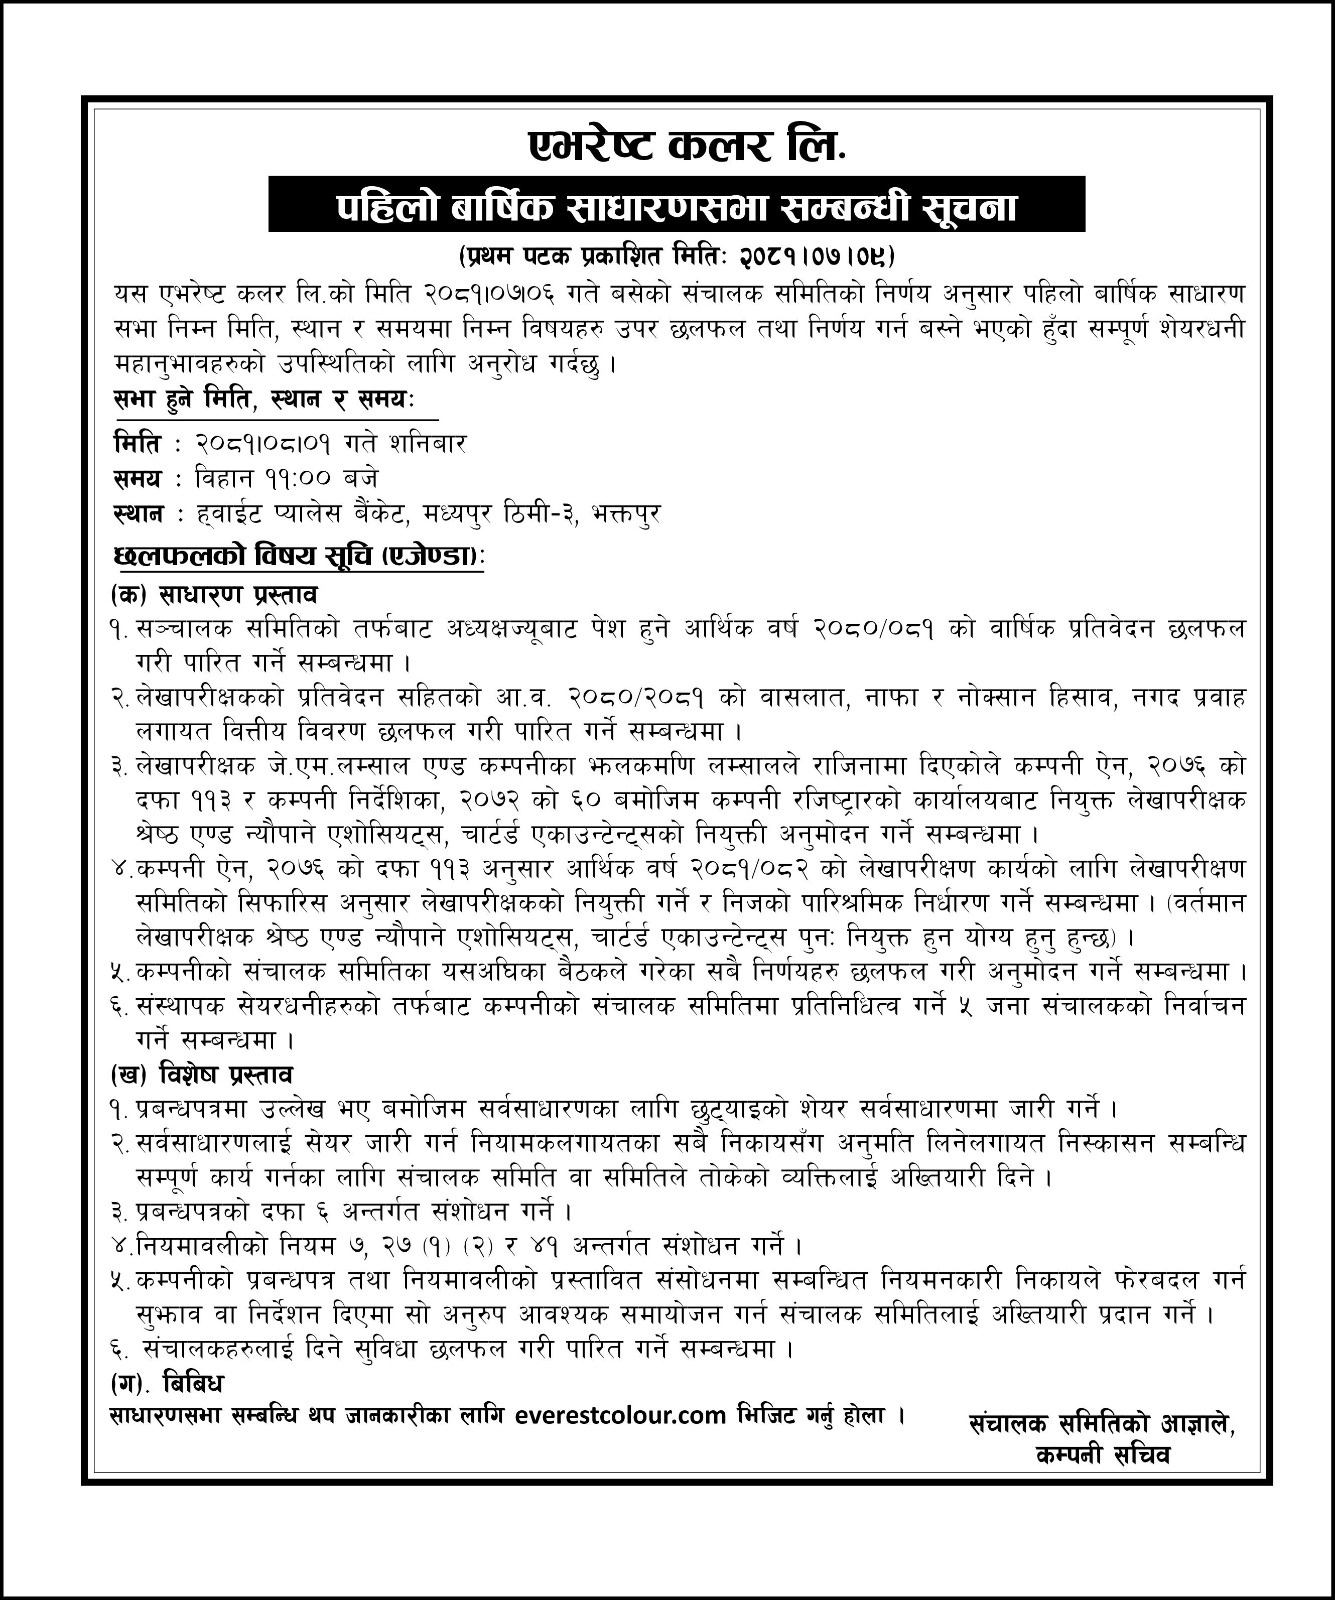 एभरेष्ट कलर लि.
पहिलो बार्षिक साधारणसभा सम्बन्धी सूचना
(प्रथम पटक प्रकाशित मितिः २०८१।०७।०९)
यस एभरेष्ट कलर लि.को मिति २०८१।०७।०६ गते बसेको संचालक समितिको निर्णय अनुसार पहिलो बार्षिक साधारण
सभा निम्न मिति, स्थान र समयमा निम्न विषयहरु उपर छलफल तथा निर्णय गर्न बस्ने भएको हुँदा सम्पूर्ण शेयरधनी
महानुभावहरुको उपस्थितिको लागि अनुरोध गर्दछु ।
सभा हुने मिति, स्थान र समयः
मिति : २०८१।०८।०१ गते शनिबार
समय : विहान ११:०० बजे
स्थान : ह्वाईट प्यालेस बैंकेट, मध्यपुर ठिमी-३, भक्तपुर
छलफलको विषय सूचि (एजेण्डा)ः
(क) साधारण प्रस्ताव
१. सञ्चालक समितिको तर्फबाट अध्यक्षज्यूबाट पेश हुने आर्थिक वर्ष २०८०/०८१ को वार्षिक प्रतिवेदन छलफल
गरी पारित गर्ने सम्बन्धमा ।
२. लेखापरीक्षकको प्रतिवेदन सहितको आ.व. २०८०/२०८१ को वासलात, नाफा र नोक्सान हिसाव, नगद प्रवाह
लगायत वित्तीय विवरण छलफल गरी पारित गर्ने सम्बन्धमा ।
३. लेखापरीक्षक जे.एम.लम्साल एण्ड कम्पनीका झलकमणि लम्सालले राजिनामा दिएकोले कम्पनी ऐन, २०७६ को
दफा ११३ र कम्पनी निर्देशिका, २०७२ को ६० बमोजिम कम्पनी रजिष्ट्रारको कार्यालयबाट नियुक्त लेखापरीक्षक
श्रेष्ठ एण्ड न्यौपाने एशोसियट्स, चार्टर्ड एकाउन्टेन्ट्सको नियुक्ती अनुमोदन गर्ने सम्बन्धमा ।
४. कम्पनी ऐन, २०७६ को दफा ११३ अनुसार आर्थिक वर्ष २०८१/०८२ को लेखापरीक्षण कार्यको लागि लेखापरीक्षण
समितिको सिफारिस अनुसार लेखापरीक्षकको नियुक्ती गर्ने र निजको पारिश्रमिक निर्धारण गर्ने सम्बन्धमा । (वर्तमान
लेखापरीक्षक श्रेष्ठ एण्ड न्यौपाने एशोसियट्स, चार्टर्ड एकाउन्टेन्ट्स पुनः नियुक्त हुन योग्य हुनु हुन्छ) ।
५. कम्पनीको संचालक समितिका यसअघिका बैठकले गरेका सबै निर्णयहरु छलफल गरी अनुमोदन गर्ने सम्बन्धमा ।
६. संस्थापक सेयरधनीहरुको तर्फबाट कम्पनीको संचालक समितिमा प्रतिनिधित्व गर्ने ५ जना संचालकको निर्वाचन
गर्ने सम्बन्धमा ।
(ख) विशेष प्रस्ताव
१. प्रबन्धपत्रमा उल्लेख भए बमोजिम सर्वसाधारणका लागि छुट्याइको शेयर सर्वसाधारणमा जारी गर्ने ।
२. सर्वसाधारणलाई सेयर जारी गर्न नियामकलगायतका सबै निकायसँग अनुमति लिनेलगायत निस्कासन सम्बन्धि
सम्पूर्ण कार्य गर्नका लागि संचालक समिति वा समितिले तोकेको व्यक्तिलाई अख्तियारी दिने ।
३. प्रबन्धपत्रको दफा ६ अन्तर्गत संशोधन गर्ने ।
४. नियमावलीको नियम ७, २७ (१) (२) र ४१ अन्तर्गत संशोधन गर्ने ।
५. कम्पनीको प्रबन्धपत्र तथा नियमावलीको प्रस्तावित संसोधनमा सम्बन्धित नियमनकारी निकायले फेरबदल गर्न
सुझाव वा निर्देशन दिएमा सो अनुरुप आवश्यक समायोजन गर्न संचालक समितिलाई अख्तियारी प्रदान गर्ने ।
६. संचालकहरुलाई दिने सुविधा छलफल गरी पारित गर्ने सम्बन्धमा ।
(ग). बिबिध
साधारणसभा सम्बन्धि थप जानकारीका लागि everestcolour.com भिजिट गर्नु होला ।
संचालक समितिको आज्ञाले,
कम्पनी सचिव